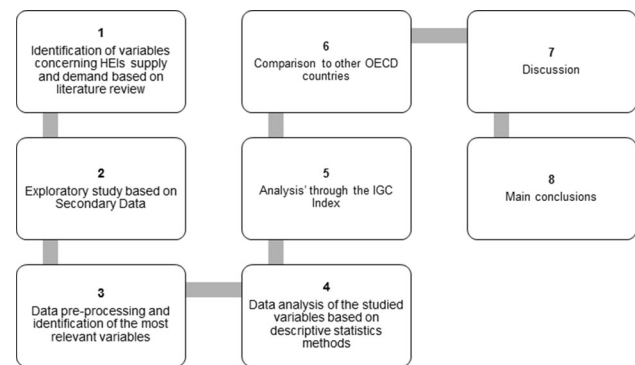 1
Identification of variables
concerning HEIs supply
and demand based on
literature review
2
Exploratory study based on
Secondary Data
3
Data pre-processing and
identification of the most
relevant variables
4
Data analysis of the studied
variables based on
descriptive statistics
methods
5
Analysis' through the IGC
Index
6
Comparison to other OECD
countries
7
Discussion
8
Main conclusions